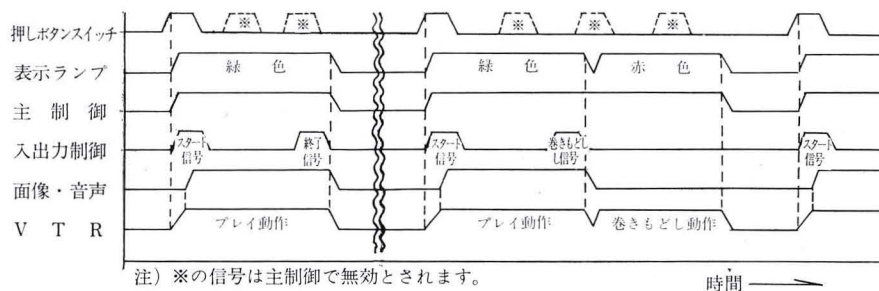 押しボタンスイッチ ※ ※ ※ ※ ※
表示ランプ 緑色 緑色 赤色
主制御
入出力制御 スタート信号 終了信号 スタート信号 巻きもどしし信号 スタート信号
面像・音声
VTR プレイ動作 プレイ動作 巻きもどし動作
注）※の信号は主制御で無効とされます。
時間